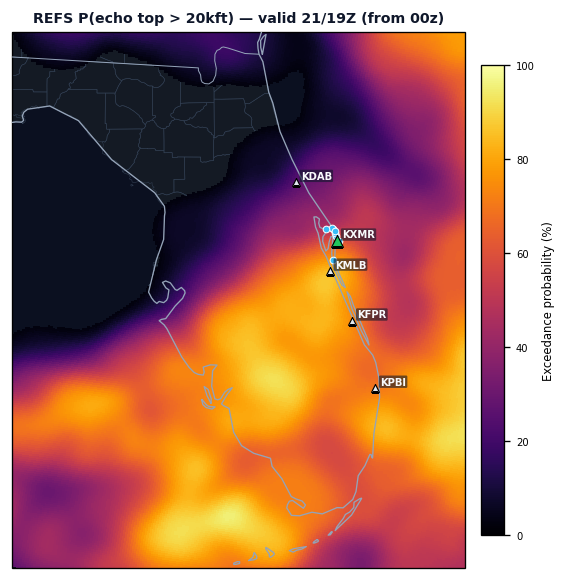 REFS P(echo top > 20kft) — valid 21/19Z (from 00z)
KDAB
KXMR
KMLB
KFPR
KPBI
100
80
60
40
20
0
Exceedance probability (%)